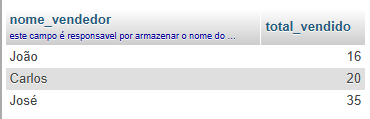 nome_vendedor total_vendido
este campo é responsavel por armazenar o nome do ...
João 16
Carlos 20
José 35